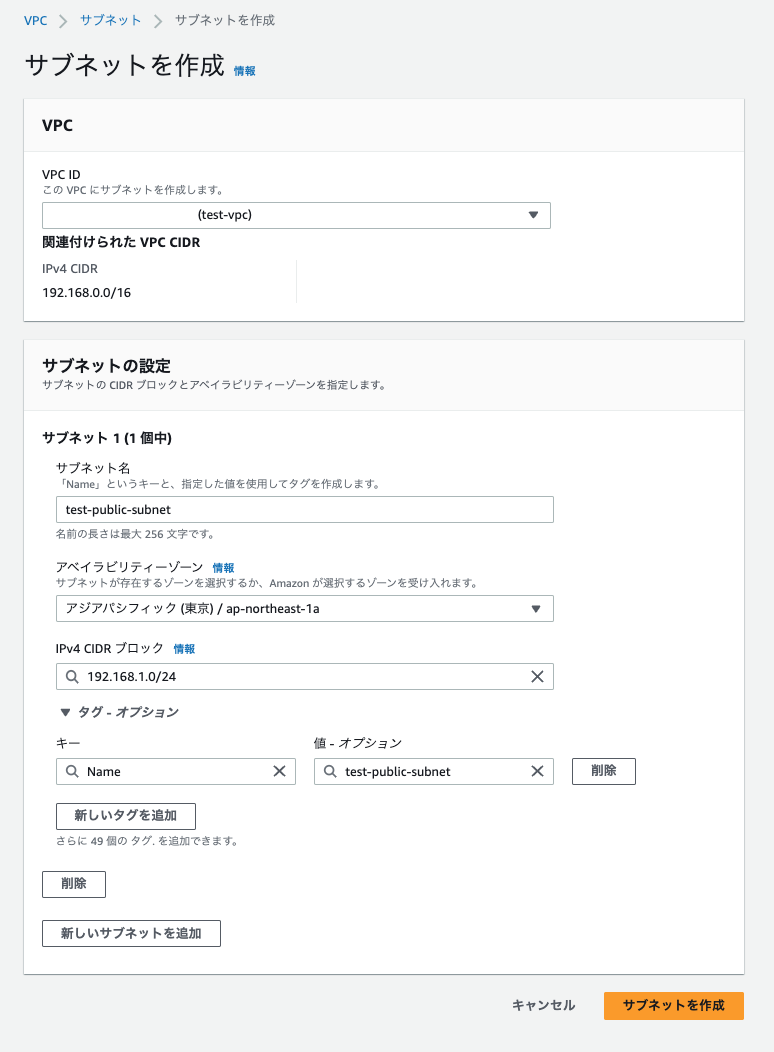 VPC > サブネット > サブネットを作成
サブネットを作成 情報
VPC
VPC ID
この VPC にサブネットを作成します。
(test-vpc)
関連付けられた VPC CIDR
IPv4 CIDR
192.168.0.0/16
サブネットの設定
サブネットの CIDR ブロックとアベイラビリティーゾーンを指定します。
サブネット 1 (1 個中)
サブネット名
「Name」というキーと、指定した値を使用してタグを作成します。
test-public-subnet
名前の長さは最大 256 文字です。
アベイラビリティーゾーン 情報
サブネットが存在するゾーンを選択するか、Amazon が選択するゾーンを受け入れます。
アジアパシフィック (東京) / ap-northeast-1a
IPv4 CIDR ブロック 情報
192.168.1.0/24
タグ - オプション
キー 値 - オプション
Name test-public-subnet 削除
新しいタグを追加
さらに 49 個の タグ. を追加できます。
削除
新しいサブネットを追加
キャンセル サブネットを作成